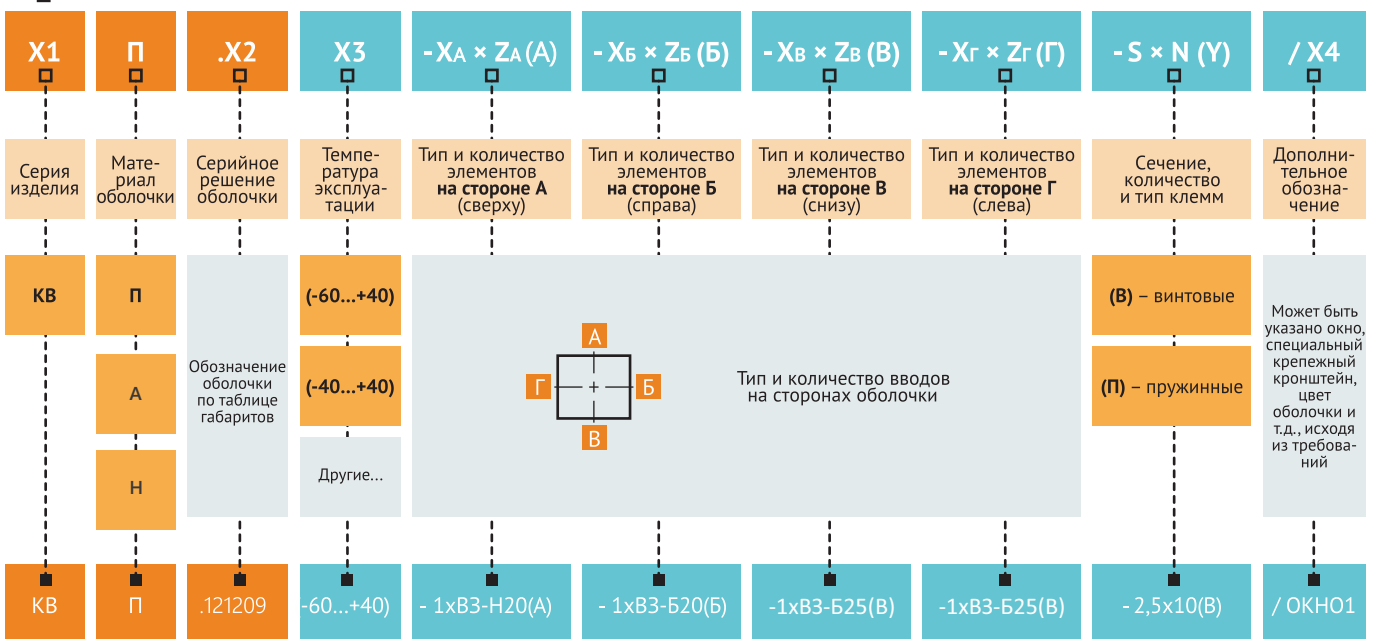 X1
П
.X2
X3
- XА × ZА (А)
- XБ × ZБ (Б)
- XВ × ZВ (В)
- XГ × ZГ (Г)
- S × N (Y)
/ X4
Серия
изделия
Мате-
риал
оболочки
Серийное
решение
оболочки
Темпе-
ратура
эксплуа-
тации
Тип и количество
элементов
на стороне А
(сверху)
Тип и количество
элементов
на стороне Б
(справа)
Тип и количество
элементов
на стороне В
(снизу)
Тип и количество
элементов
на стороне Г
(слева)
Сечение,
количество
и тип клемм
Дополни-
тельное
обозна-
чение
КВ
П
А
Н
Обозначение
оболочки
по таблице
габаритов
(-60...+40)
(-40...+40)
Другие...
А
Г
Б
В
Тип и количество вводов
на сторонах оболочки
(В) – винтовые
(П) – пружинные
Может быть
указано окно,
специальный
крепежный
кронштейн,
цвет
оболочки и
т.д., исходя
из требова-
ний
КВ
П
.121209
-60...+40)
- 1хВЗ-Н20(А)
- 1хВЗ-Б20(Б)
-1хВЗ-Б25(В)
-1хВЗ-Б25(В)
- 2,5х10(В)
/ ОКНО1